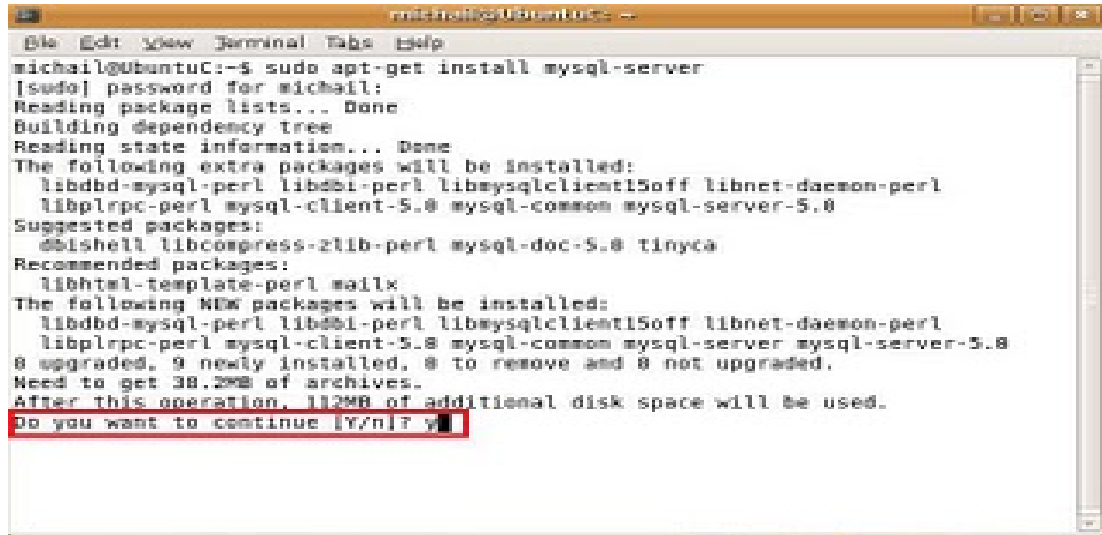 michail@UbuntuC: ~
File Edit View Terminal Tabs Help
michail@UbuntuC:~$ sudo apt-get install mysql-server
[sudo] password for michail:
Reading package lists... Done
Building dependency tree
Reading state information... Done
The following extra packages will be installed:
libdbd-mysql-perl libdbi-perl libmysqlclient15off libnet-daemon-perl
libplrpc-perl mysql-client-5.0 mysql-common mysql-server-5.0
Suggested packages:
dbishell libcompress-zlib-perl mysql-doc-5.0 tinyca
Recommended packages:
libhtml-template-perl mailx
The following NEW packages will be installed:
libdbd-mysql-perl libdbi-perl libmysqlclient15off libnet-daemon-perl
libplrpc-perl mysql-client-5.0 mysql-common mysql-server mysql-server-5.0
0 upgraded, 9 newly installed, 0 to remove and 0 not upgraded.
Need to get 38.2MB of archives.
After this operation, 112MB of additional disk space will be used.
Do you want to continue [Y/n]? y